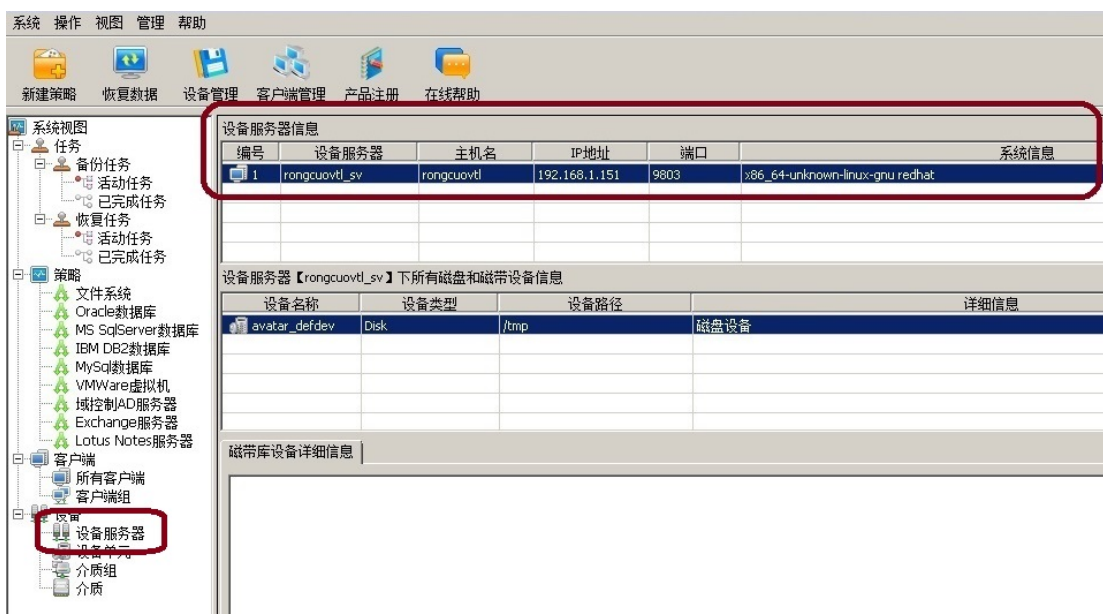 系统 操作 视图 管理 帮助
新建策略 恢复数据 设备管理 客户端管理 产品注册 在线帮助
系统视图
任务
备份任务
活动任务
已完成任务
恢复任务
活动任务
已完成任务
策略
文件系统
Oracle数据库
MS SqlServer数据库
IBM DB2数据库
MySql数据库
VMWare虚拟机
域控制AD服务器
Exchange服务器
Lotus Notes服务器
客户端
所有客户端
客户端组
设备
设备服务器
设备单元
介质组
介质
设备服务器信息
编号 设备服务器 主机名 IP地址 端口 系统信息
1 rongcuovtl_sv rongcuovtl 192.168.1.151 9803 x86_64-unknown-linux-gnu redhat
设备服务器【rongcuovtl_sv】下所有磁盘和磁带设备信息
设备名称 设备类型 设备路径 详细信息
avatar_defdev Disk /tmp 磁盘设备
磁带库设备详细信息